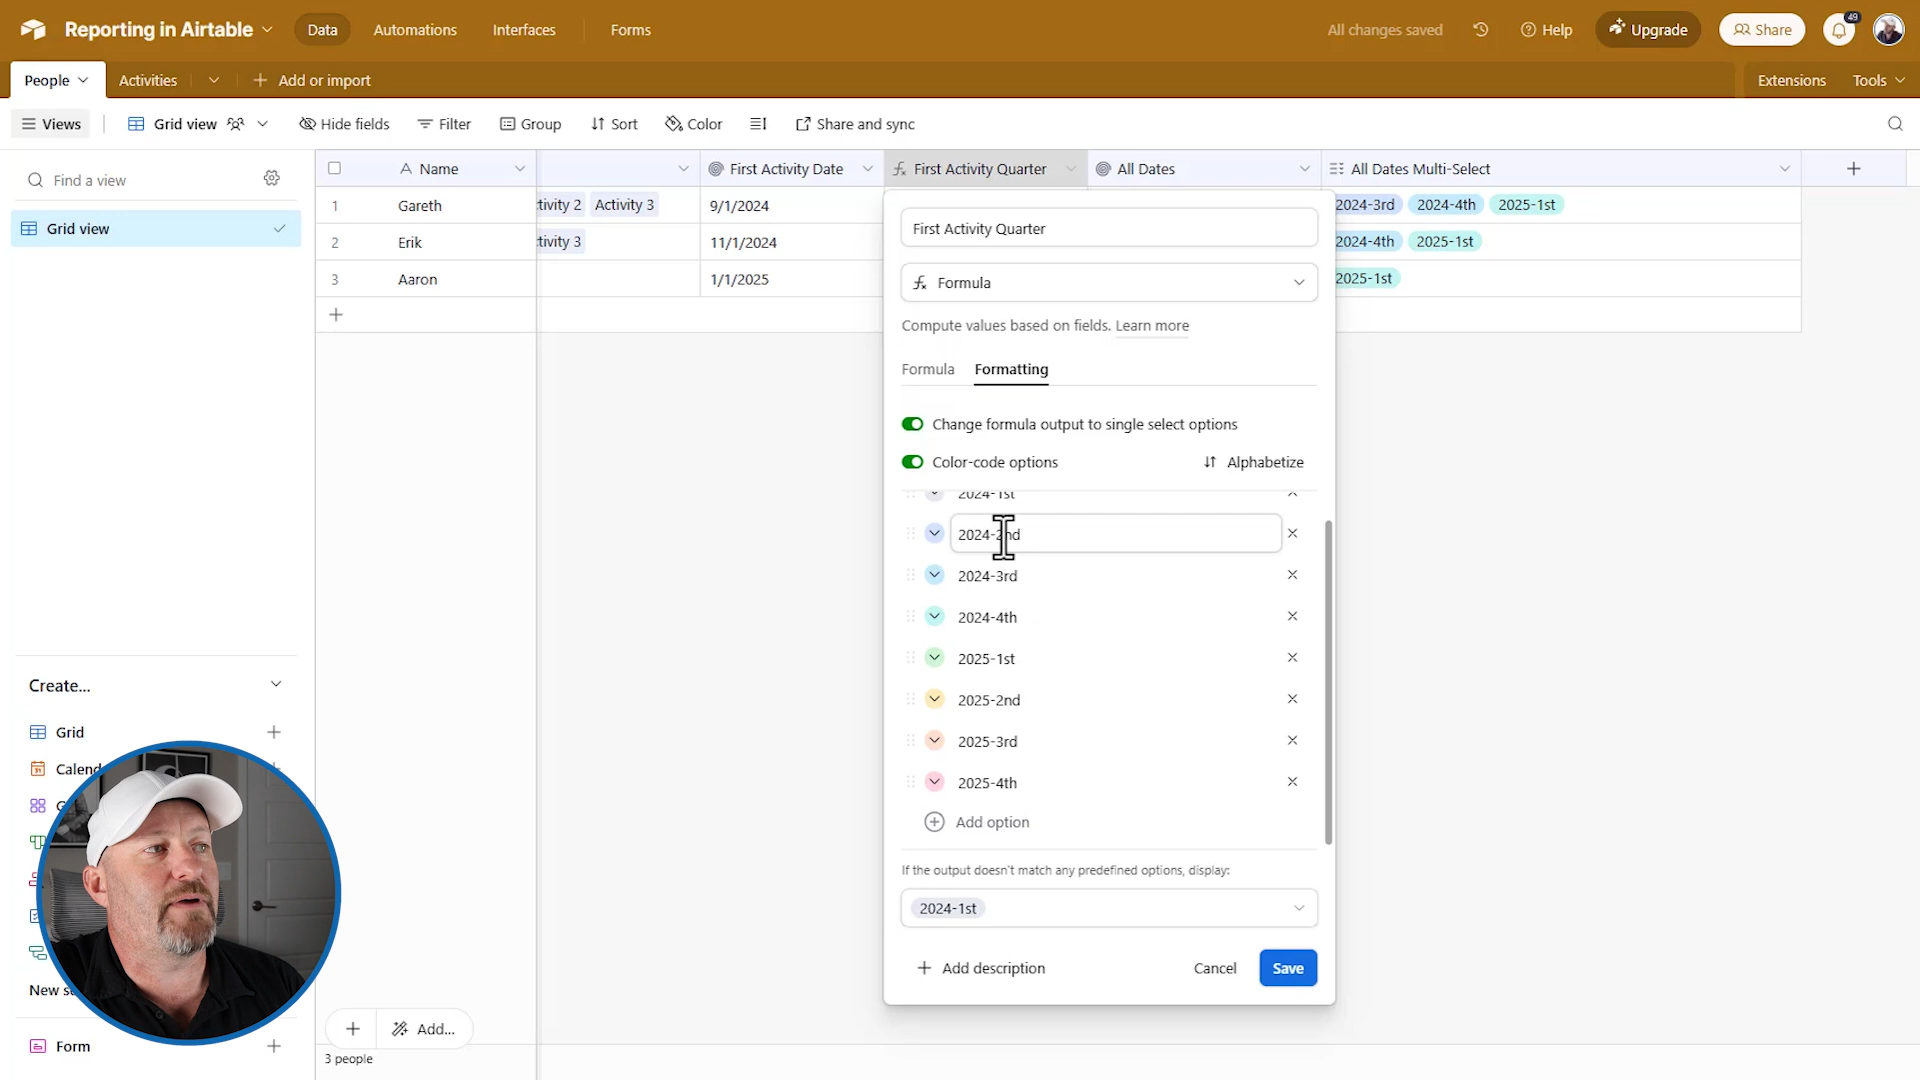 Reporting in Airtable
Data
Automations
Interfaces
Forms
All changes saved
Help
Upgrade
Share
49
People
Activities
Add or import
Extensions
Tools
Views
Grid view
Hide fields
Filter
Group
Sort
Color
Share and sync
Find a view
Grid view
Name
First Activity Date
First Activity Quarter
All Dates
All Dates Multi-Select
1 Gareth tivity 2 Activity 3 9/1/2024 2024-3rd 2024-4th 2025-1st
2 Erik tivity 3 11/1/2024 2024-4th 2025-1st
3 Aaron 1/1/2025 2025-1st
First Activity Quarter
Formula
Compute values based on fields. Learn more
Formula Formatting
Change formula output to single select options
Color-code options Alphabetize
2024-1st
2024-2nd
2024-3rd
2024-4th
2025-1st
2025-2nd
2025-3rd
2025-4th
Add option
If the output doesn't match any predefined options, display:
2024-1st
Add description
Cancel
Save
Create...
Grid
Calend
G
New s
Form
Add...
3 people